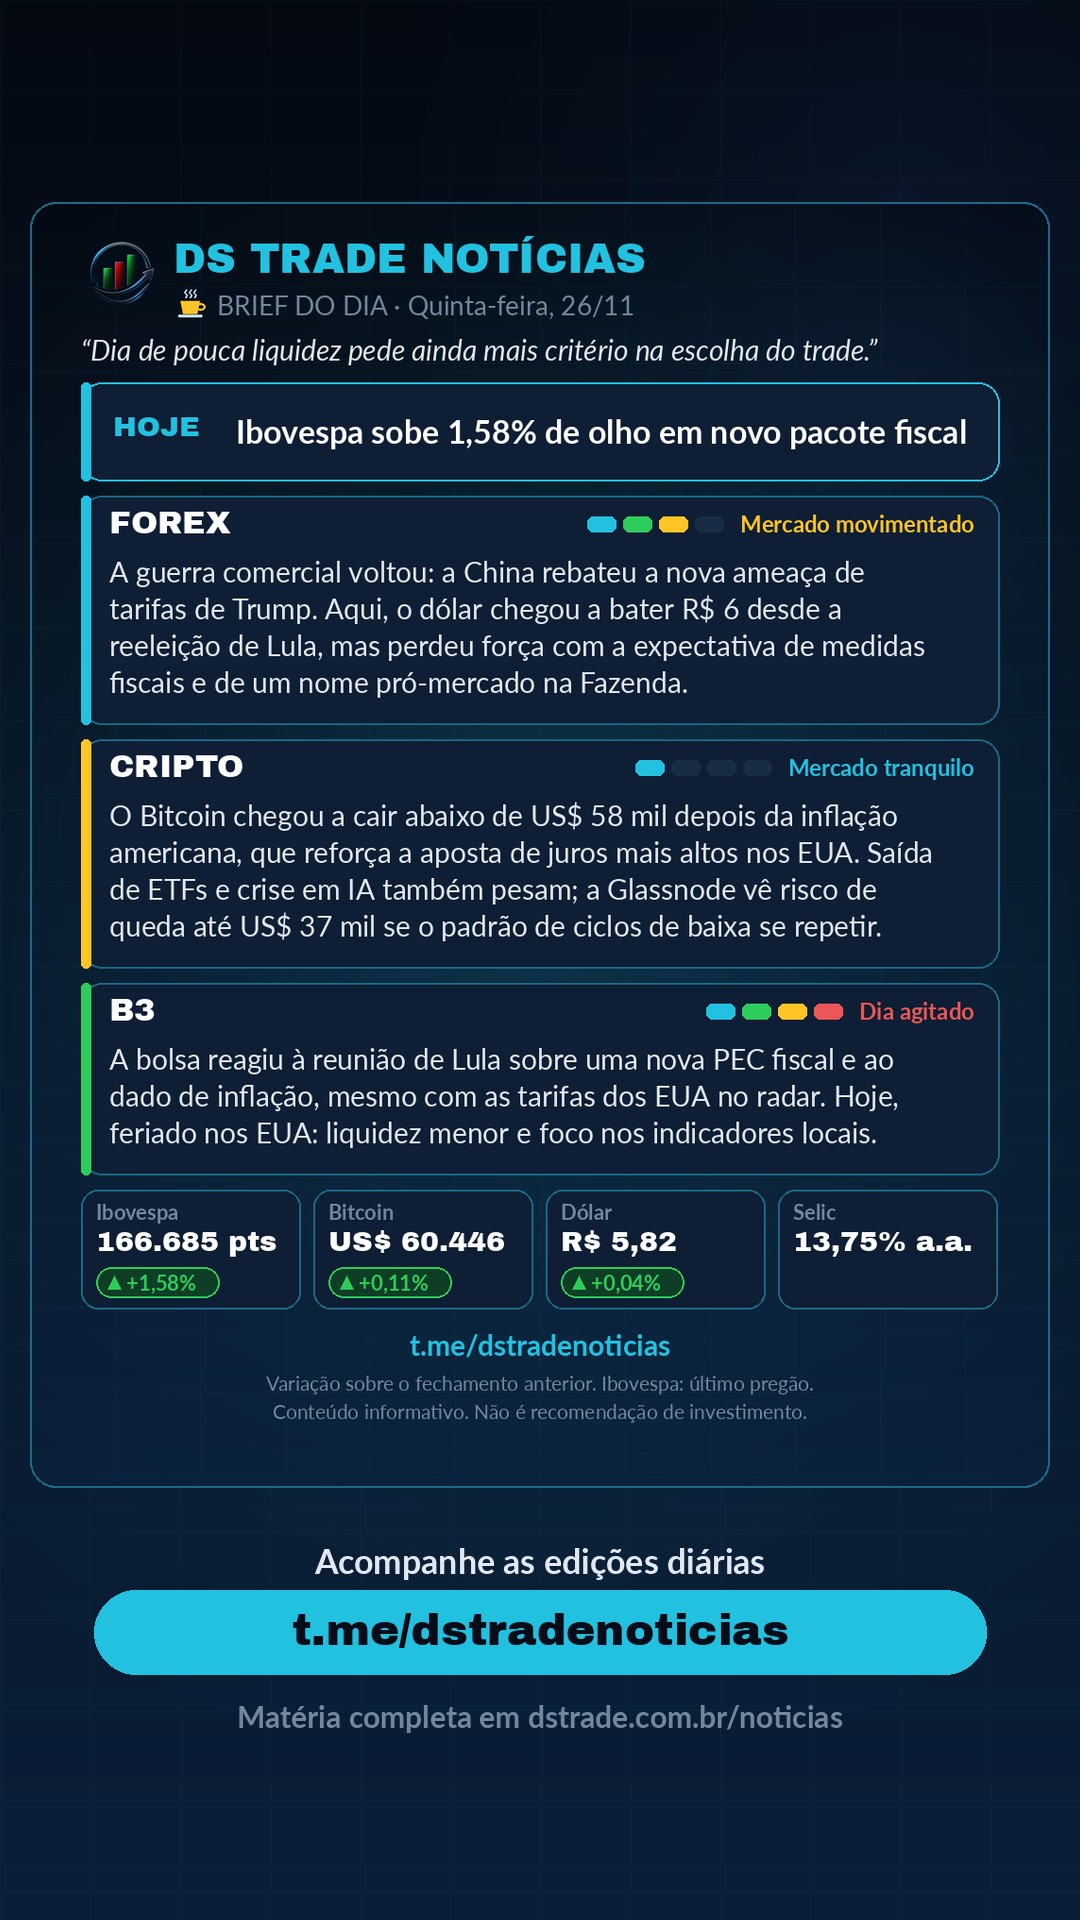 DS TRADE NOTÍCIAS
BRIEF DO DIA · Quinta-feira, 26/11
“Dia de pouca liquidez pede ainda mais critério na escolha do trade.”
HOJE Ibovespa sobe 1,58% de olho em novo pacote fiscal
FOREX Mercado movimentado
A guerra comercial voltou: a China rebateu a nova ameaça de
tarifas de Trump. Aqui, o dólar chegou a bater R$ 6 desde a
reeleição de Lula, mas perdeu força com a expectativa de medidas
fiscais e de um nome pró-mercado na Fazenda.
CRIPTO Mercado tranquilo
O Bitcoin chegou a cair abaixo de US$ 58 mil depois da inflação
americana, que reforça a aposta de juros mais altos nos EUA. Saída
de ETFs e crise em IA também pesam; a Glassnode vê risco de
queda até US$ 37 mil se o padrão de ciclos de baixa se repetir.
B3 Dia agitado
A bolsa reagiu à reunião de Lula sobre uma nova PEC fiscal e ao
dado de inflação, mesmo com as tarifas dos EUA no radar. Hoje,
feriado nos EUA: liquidez menor e foco nos indicadores locais.
Ibovespa Bitcoin Dólar Selic
166.685 pts US$ 60.446 R$ 5,82 13,75% a.a.
▲ +1,58% ▲ +0,11% ▲ +0,04%
t.me/dstradenoticias
Variação sobre o fechamento anterior. Ibovespa: último pregão.
Conteúdo informativo. Não é recomendação de investimento.
Acompanhe as edições diárias
t.me/dstradenoticias
Matéria completa em dstrade.com.br/noticias